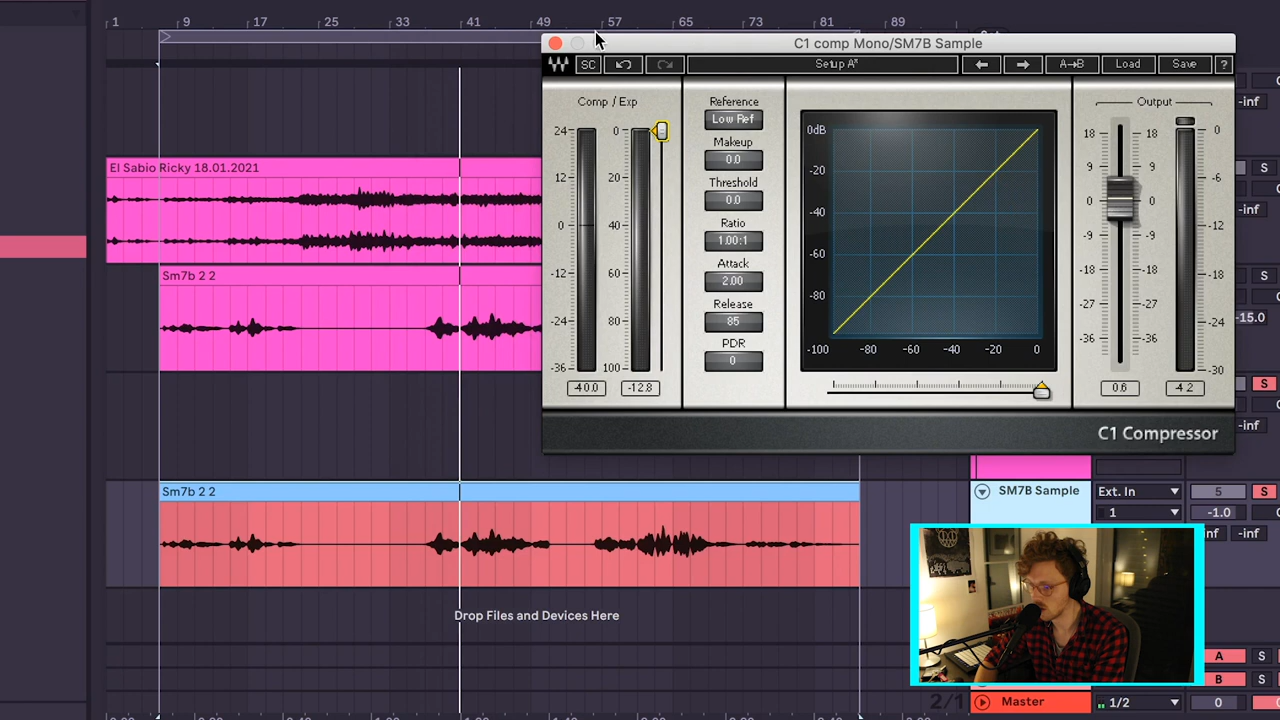 1 9 17 25 33 41 49 57 65 73 81 89
C1 comp Mono/SM7B Sample
SC Setup A* A→B Load Save ?
Comp / Exp
24 12 0 -12 -24 -36
0 20 40 60 80 100
-40.0 -12.8
Reference
Low Ref
Makeup
0.0
Threshold
0.0
Ratio
1.00:1
Attack
2.00
Release
85
PDR
0
0dB
-20
-40
-60
-80
-100 -80 -60 -40 -20 0
Output
18 9 0 -9 -18 -27 -36
18 9 0 -9 -18 -27 -36
0 -6 -12 -18 -24 -30
0.6 -4.2
C1 Compressor
El Sabio Ricky 18.01.2021
Sm7b 2 2
-inf
S
-inf
S
-15.0
S
-inf
Sm7b 2 2
SM7B Sample Ext. In 5 S
1 -1.0
inf -inf
Drop Files and Devices Here
A S
B S
2/1
Master 1/2 0